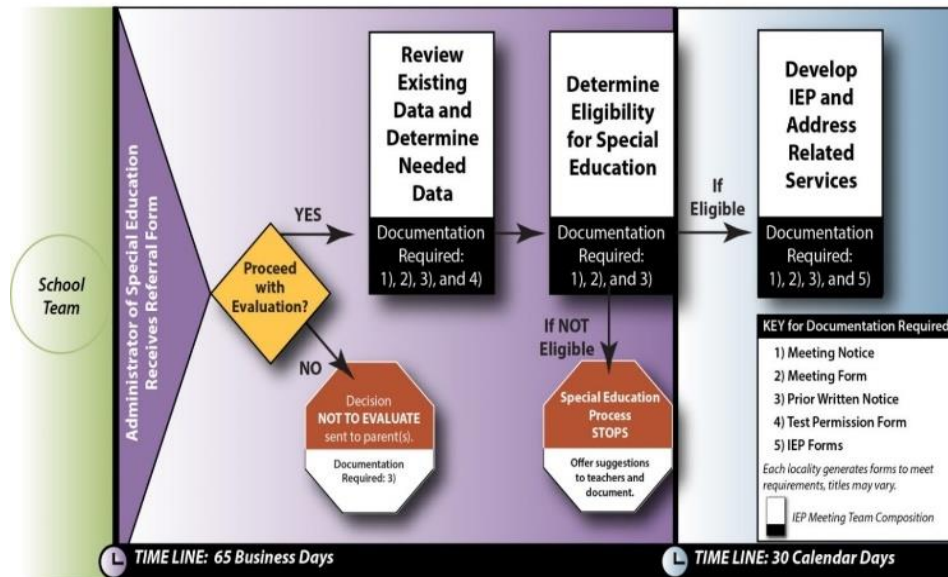 School
Team
Administrator of Special Education
Receives Referral Form
Proceed
with
Evaluation?
YES
NO
Review
Existing
Data and
Determine
Needed
Data
Documentation
Required:
1), 2), 3), and 4)
Decision
NOT TO EVALUATE
sent to parent(s).
Documentation
Required: 3)
Determine
Eligibility
for Special
Education
Documentation
Required:
1), 2), and 3)
If NOT
Eligible
Special Education
Process
STOPS
Offer suggestions
to teachers and
document.
If
Eligible
Develop
IEP and
Address
Related
Services
Documentation
Required:
1), 2), 3), and 5)
KEY for Documentation Required
1) Meeting Notice
2) Meeting Form
3) Prior Written Notice
4) Test Permission Form
5) IEP Forms
Each locality generates forms to meet
requirements, titles may vary.
IEP Meeting Team Composition
TIME LINE: 65 Business Days
TIME LINE: 30 Calendar Days